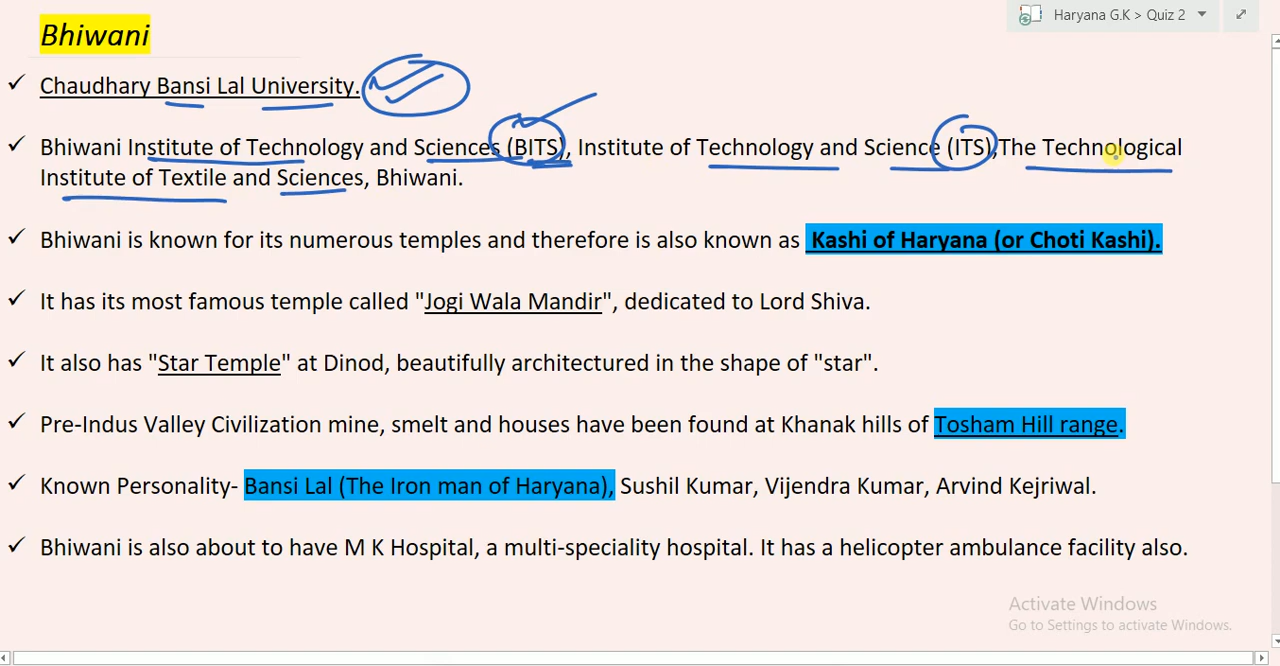 Haryana G.K > Quiz 2
Bhiwani
✓ Chaudhary Bansi Lal University.
✓ Bhiwani Institute of Technology and Sciences (BITS), Institute of Technology and Science (ITS),The Technological
Institute of Textile and Sciences, Bhiwani.
✓ Bhiwani is known for its numerous temples and therefore is also known as Kashi of Haryana (or Choti Kashi).
✓ It has its most famous temple called "Jogi Wala Mandir", dedicated to Lord Shiva.
✓ It also has "Star Temple" at Dinod, beautifully architectured in the shape of "star".
✓ Pre-Indus Valley Civilization mine, smelt and houses have been found at Khanak hills of Tosham Hill range.
✓ Known Personality- Bansi Lal (The Iron man of Haryana), Sushil Kumar, Vijendra Kumar, Arvind Kejriwal.
✓ Bhiwani is also about to have M K Hospital, a multi-speciality hospital. It has a helicopter ambulance facility also.
Activate Windows
Go to Settings to activate Windows.